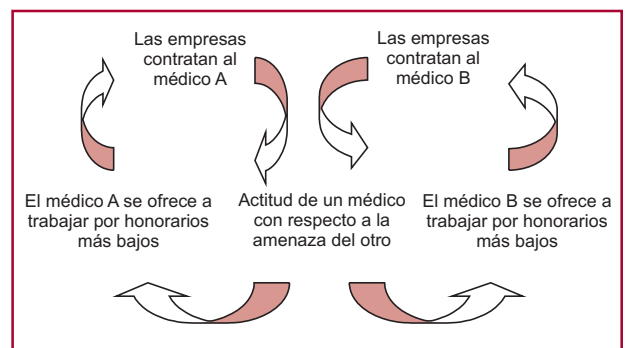 Las empresas
contratan al
médico A
Las empresas
contratan al
médico B
El médico A se ofrece a
trabajar por honorarios
más bajos
Actitud de un médico
con respecto a la
amenaza del otro
El médico B se ofrece a
trabajar por honorarios
más bajos